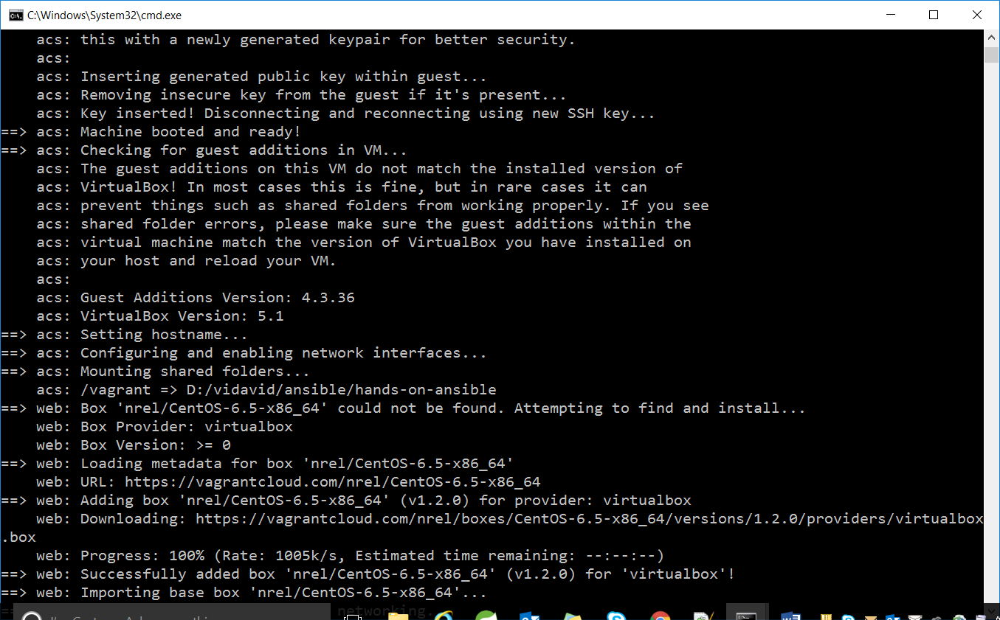 C:\Windows\System32\cmd.exe
    acs: this with a newly generated keypair for better security.
    acs:
    acs: Inserting generated public key within guest...
    acs: Removing insecure key from the guest if it's present...
    acs: Key inserted! Disconnecting and reconnecting using new SSH key...
==> acs: Machine booted and ready!
==> acs: Checking for guest additions in VM...
    acs: The guest additions on this VM do not match the installed version of
    acs: VirtualBox! In most cases this is fine, but in rare cases it can
    acs: prevent things such as shared folders from working properly. If you see
    acs: shared folder errors, please make sure the guest additions within the
    acs: virtual machine match the version of VirtualBox you have installed on
    acs: your host and reload your VM.
    acs:
    acs: Guest Additions Version: 4.3.36
    acs: VirtualBox Version: 5.1
==> acs: Setting hostname...
==> acs: Configuring and enabling network interfaces...
==> acs: Mounting shared folders...
    acs: /vagrant => D:/vidavid/ansible/hands-on-ansible
==> web: Box 'nrel/CentOS-6.5-x86_64' could not be found. Attempting to find and install...
    web: Box Provider: virtualbox
    web: Box Version: >= 0
==> web: Loading metadata for box 'nrel/CentOS-6.5-x86_64'
    web: URL: https://vagrantcloud.com/nrel/CentOS-6.5-x86_64
==> web: Adding box 'nrel/CentOS-6.5-x86_64' (v1.2.0) for provider: virtualbox
    web: Downloading: https://vagrantcloud.com/nrel/boxes/CentOS-6.5-x86_64/versions/1.2.0/providers/virtualbox
.box
    web: Progress: 100% (Rate: 1005k/s, Estimated time remaining: --:--:--)
==> web: Successfully added box 'nrel/CentOS-6.5-x86_64' (v1.2.0) for 'virtualbox'!
==> web: Importing base box 'nrel/CentOS-6.5-x86_64'...
networking.